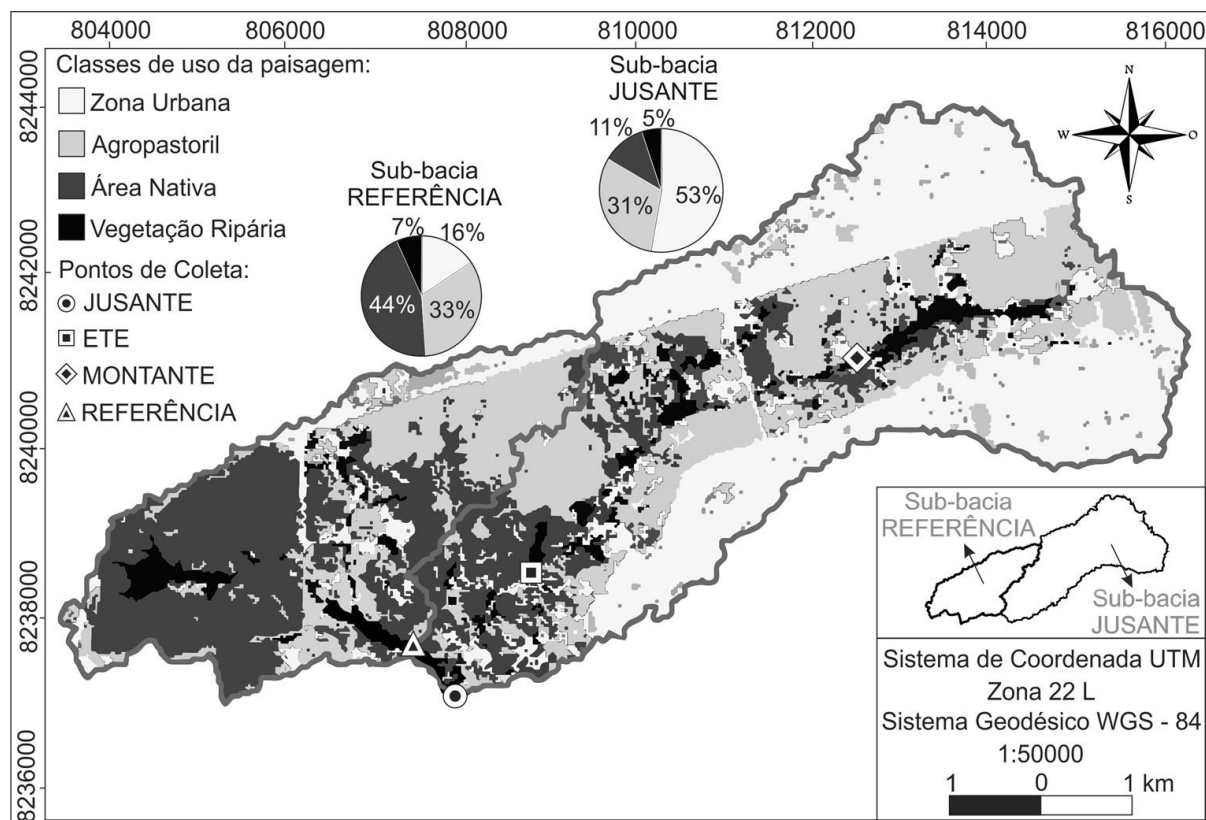 804000 806000 808000 810000 812000 814000 816000
8244000
8242000
8240000
8238000
8236000
Classes de uso da paisagem:
Zona Urbana
Agropastoril
Área Nativa
Vegetação Ripária
Pontos de Coleta:
JUSANTE
ETE
MONTANTE
REFERÊNCIA
Sub-bacia
REFERÊNCIA
7%
16%
44%
33%
Sub-bacia
JUSANTE
5%
11%
31%
53%
N
W
O
S
Sub-bacia
REFERÊNCIA
Sub-bacia
JUSANTE
Sistema de Coordenada UTM
Zona 22 L
Sistema Geodésico WGS - 84
1:50000
1 0 1 km